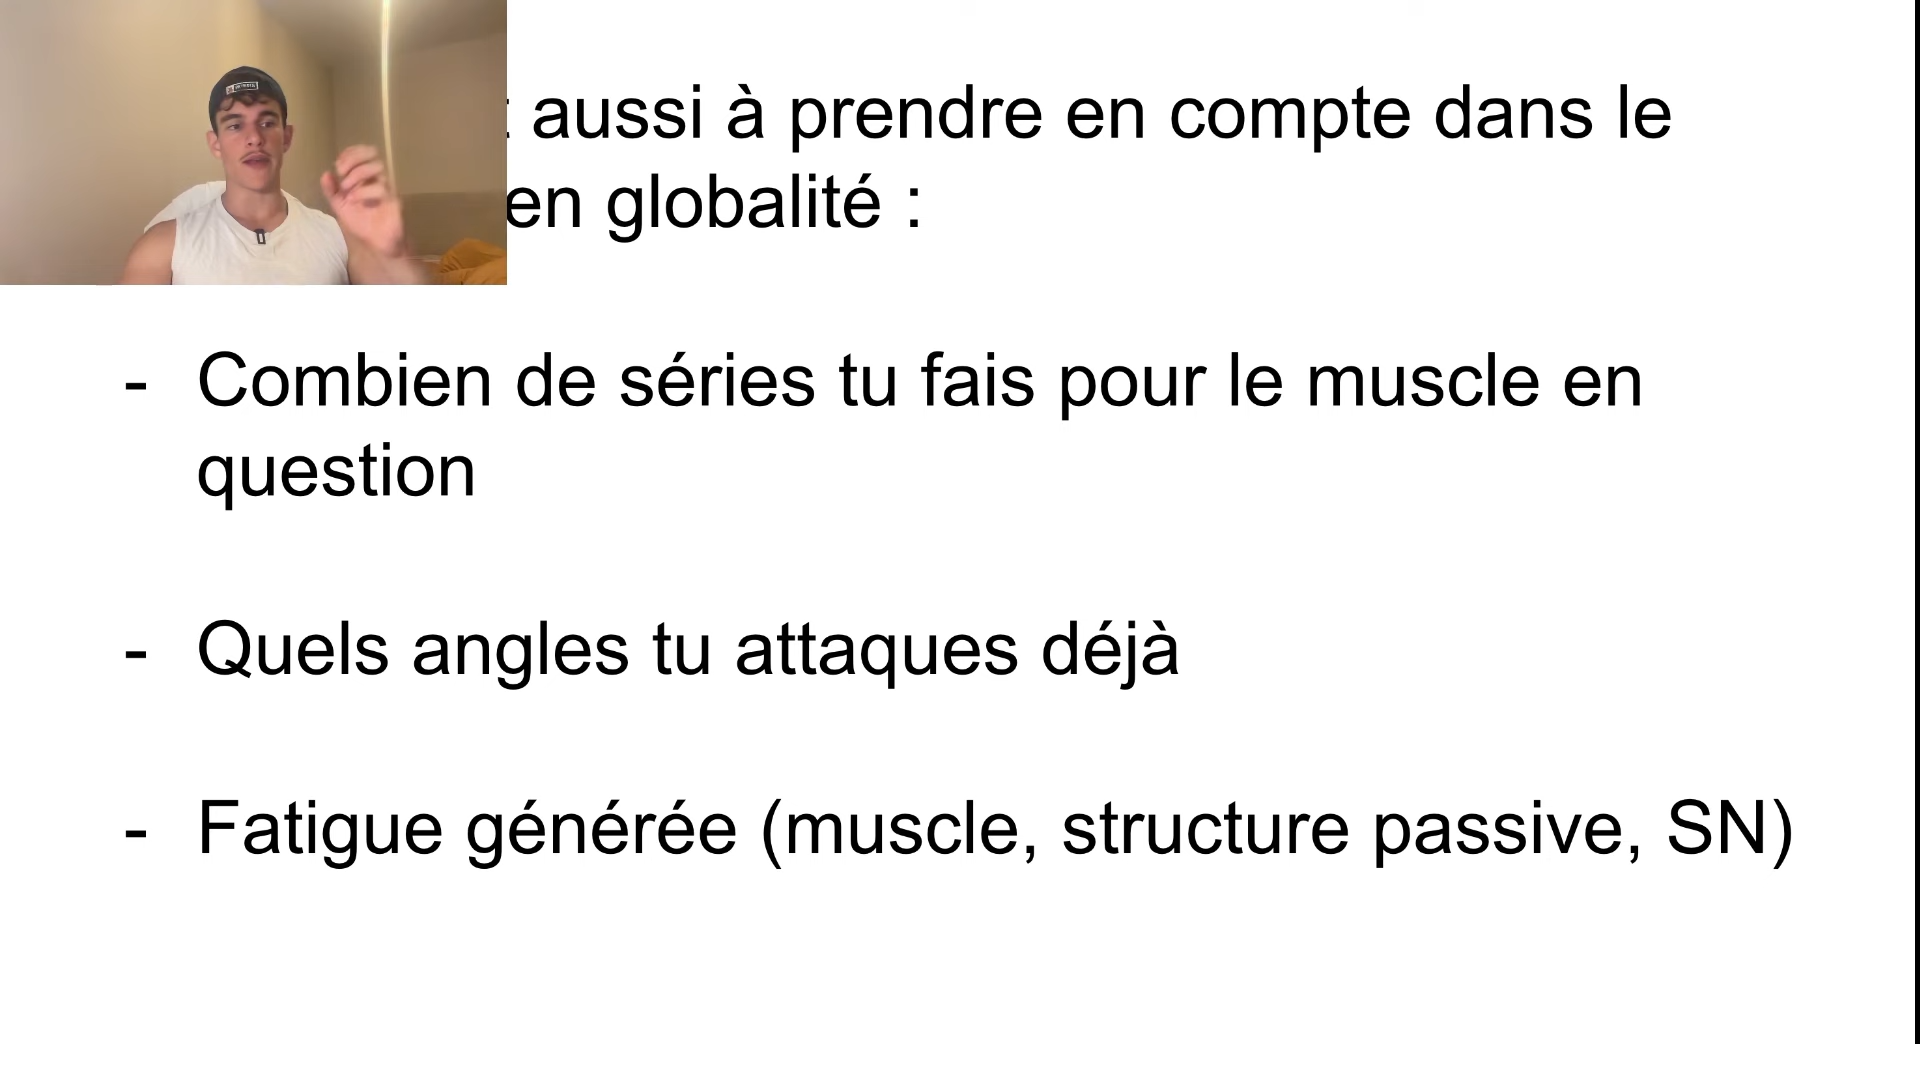 aussi à prendre en compte dans le
en globalité :
- Combien de séries tu fais pour le muscle en
question
- Quels angles tu attaques déjà
- Fatigue générée (muscle, structure passive, SN)